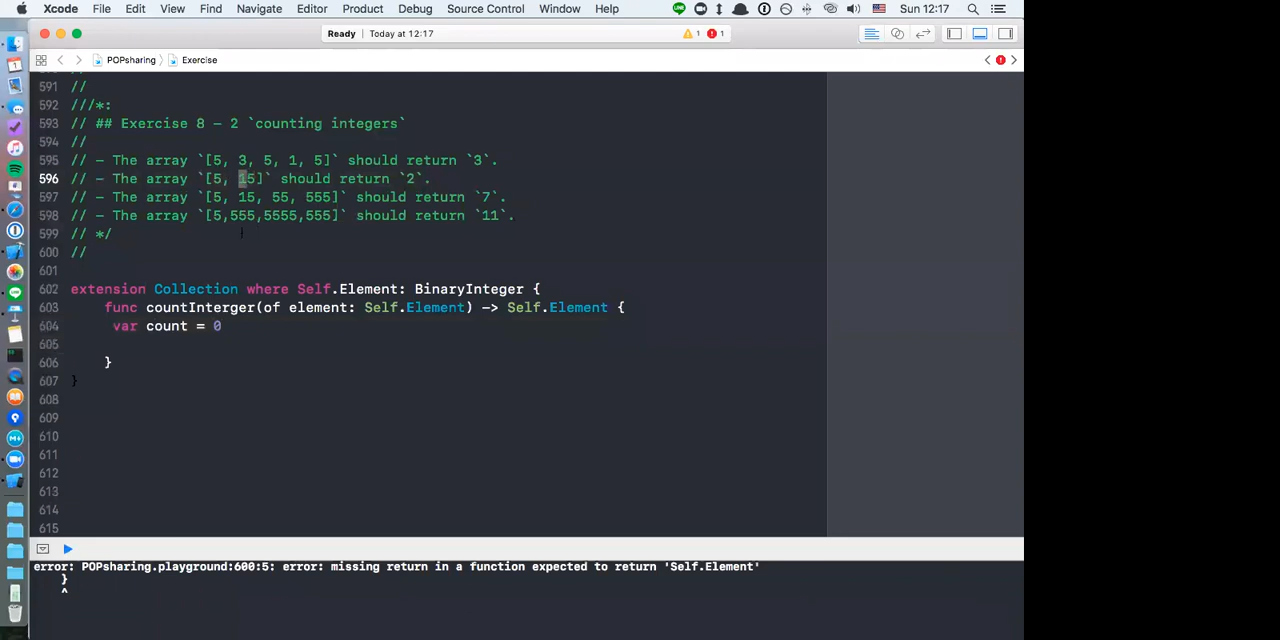 Xcode File Edit View Find Navigate Editor Product Debug Source Control Window Help Sun 12:17
Ready | Today at 12:17 1 1
POPsharing Exercise
591 //
592 ///*:
593 // ## Exercise 8 - 2 `counting integers`
594 //
595 // - The array `[5, 3, 5, 1, 5]` should return `3`.
596 // - The array `[5, 15]` should return `2`.
597 // - The array `[5, 15, 55, 555]` should return `7`.
598 // - The array `[5,555,5555,555]` should return `11`.
599 // */
600 //
601
602 extension Collection where Self.Element: BinaryInteger {
603 func countInterger(of element: Self.Element) -> Self.Element {
604 var count = 0
605
606 }
607 }
608
609
610
611
612
613
614
615
error: POPsharing.playground:600:5: error: missing return in a function expected to return 'Self.Element'
}
^